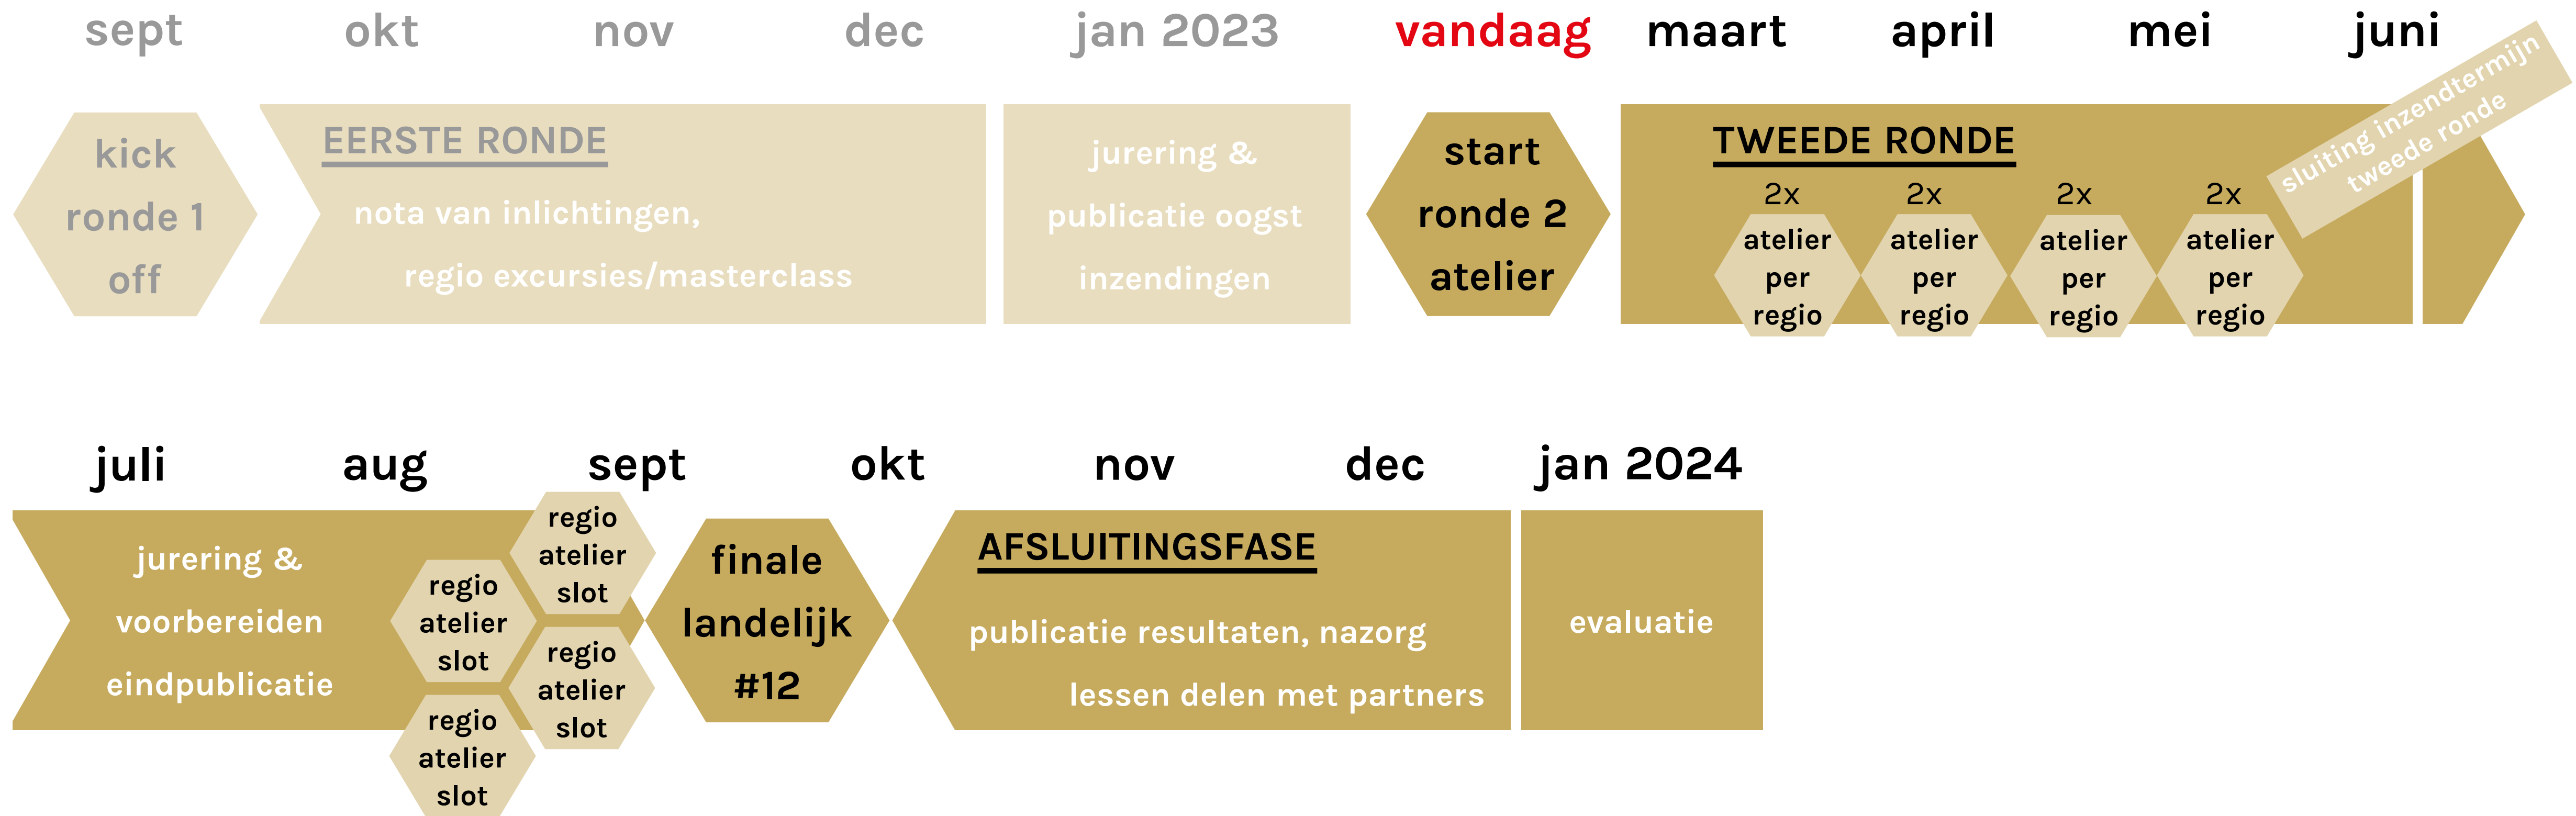 sept okt nov dec jan 2023 vandaag maart april mei juni
kick
ronde 1
off
EERSTE RONDE
nota van inlichtingen,
regio excursies/masterclass
jurering &
publicatie oogst
inzendingen
start
ronde 2
atelier
TWEEDE RONDE
2x 2x 2x 2x
atelier
per
regio
atelier
per
regio
atelier
per
regio
atelier
per
regio
sluiting inzendtermijn
tweede ronde
juli aug sept okt nov dec jan 2024
jurering &
voorbereiden
eindpublicatie
regio
atelier
slot
regio
atelier
slot
regio
atelier
slot
regio
atelier
slot
finale
landelijk
#12
AFSLUITINGSFASE
publicatie resultaten, nazorg
lessen delen met partners
evaluatie